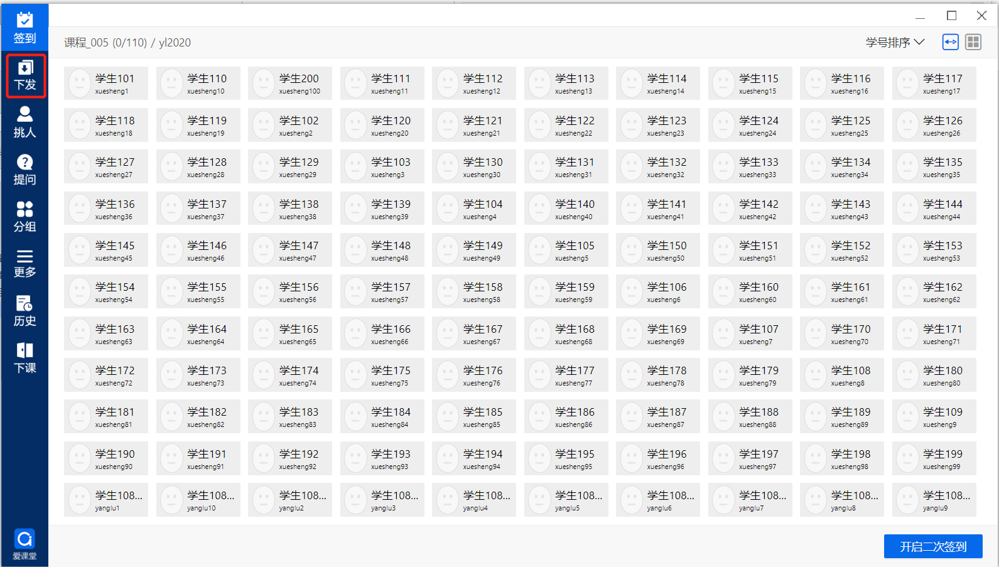 签到
下发
挑人
提问
分组
更多
历史
下课
爱课堂
课程_005 (0/110) / yl2020
学号排序
学生101
xuesheng1
学生110
xuesheng10
学生200
xuesheng100
学生111
xuesheng11
学生112
xuesheng12
学生113
xuesheng13
学生114
xuesheng14
学生115
xuesheng15
学生116
xuesheng16
学生117
xuesheng17
学生118
xuesheng18
学生119
xuesheng19
学生102
xuesheng2
学生120
xuesheng20
学生121
xuesheng21
学生122
xuesheng22
学生123
xuesheng23
学生124
xuesheng24
学生125
xuesheng25
学生126
xuesheng26
学生127
xuesheng27
学生128
xuesheng28
学生129
xuesheng29
学生103
xuesheng3
学生130
xuesheng30
学生131
xuesheng31
学生132
xuesheng32
学生133
xuesheng33
学生134
xuesheng34
学生135
xuesheng35
学生136
xuesheng36
学生137
xuesheng37
学生138
xuesheng38
学生139
xuesheng39
学生104
xuesheng4
学生140
xuesheng40
学生141
xuesheng41
学生142
xuesheng42
学生143
xuesheng43
学生144
xuesheng44
学生145
xuesheng45
学生146
xuesheng46
学生147
xuesheng47
学生148
xuesheng48
学生149
xuesheng49
学生105
xuesheng5
学生150
xuesheng50
学生151
xuesheng51
学生152
xuesheng52
学生153
xuesheng53
学生154
xuesheng54
学生155
xuesheng55
学生156
xuesheng56
学生157
xuesheng57
学生158
xuesheng58
学生159
xuesheng59
学生106
xuesheng6
学生160
xuesheng60
学生161
xuesheng61
学生162
xuesheng62
学生163
xuesheng63
学生164
xuesheng64
学生165
xuesheng65
学生166
xuesheng66
学生167
xuesheng67
学生168
xuesheng68
学生169
xuesheng69
学生107
xuesheng7
学生170
xuesheng70
学生171
xuesheng71
学生172
xuesheng72
学生173
xuesheng73
学生174
xuesheng74
学生175
xuesheng75
学生176
xuesheng76
学生177
xuesheng77
学生178
xuesheng78
学生179
xuesheng79
学生108
xuesheng8
学生180
xuesheng80
学生181
xuesheng81
学生182
xuesheng82
学生183
xuesheng83
学生184
xuesheng84
学生185
xuesheng85
学生186
xuesheng86
学生187
xuesheng87
学生188
xuesheng88
学生189
xuesheng89
学生109
xuesheng9
学生190
xuesheng90
学生191
xuesheng91
学生192
xuesheng92
学生193
xuesheng93
学生194
xuesheng94
学生195
xuesheng95
学生196
xuesheng96
学生197
xuesheng97
学生198
xuesheng98
学生199
xuesheng99
学生108...
yanglu1
学生108...
yanglu10
学生108...
yanglu2
学生108...
yanglu3
学生108...
yanglu4
学生108...
yanglu5
学生108...
yanglu6
学生108...
yanglu7
学生108...
yanglu8
学生108...
yanglu9
开启二次签到